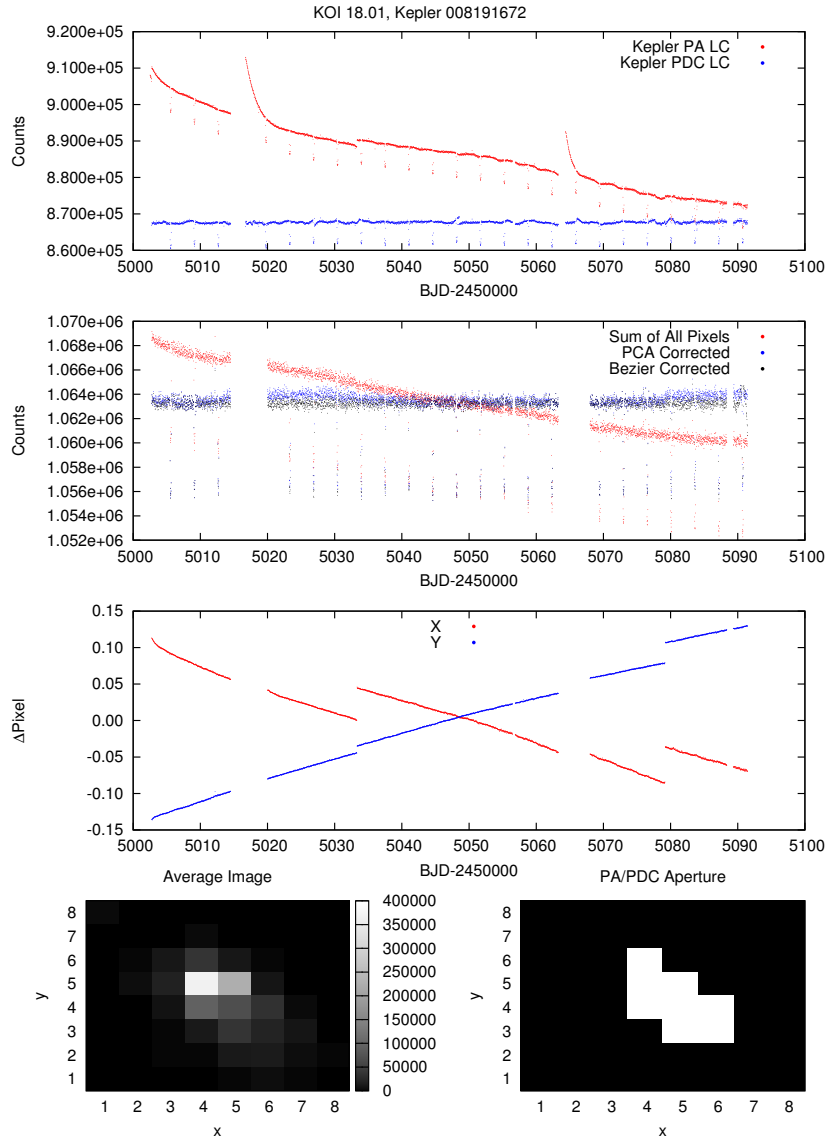 KOI 18.01, Kepler 008191672
9.200e+05
9.100e+05
9.000e+05
8.900e+05
8.800e+05
8.700e+05
8.600e+05
Counts
Kepler PA LC
Kepler PDC LC
5000 5010 5020 5030 5040 5050 5060 5070 5080 5090 5100
BJD-2450000
1.070e+06
1.068e+06
1.066e+06
1.064e+06
1.062e+06
1.060e+06
1.058e+06
1.056e+06
1.054e+06
1.052e+06
Counts
Sum of All Pixels
PCA Corrected
Bezier Corrected
5000 5010 5020 5030 5040 5050 5060 5070 5080 5090 5100
BJD-2450000
0.15
0.10
0.05
0.00
-0.05
-0.10
-0.15
ΔPixel
X
Y
5000 5010 5020 5030 5040 5050 5060 5070 5080 5090 5100
BJD-2450000
Average Image
8
7
6
5
4
3
2
1
y
1 2 3 4 5 6 7 8
x
400000
350000
300000
250000
200000
150000
100000
50000
0
PA/PDC Aperture
8
7
6
5
4
3
2
1
y
1 2 3 4 5 6 7 8
x